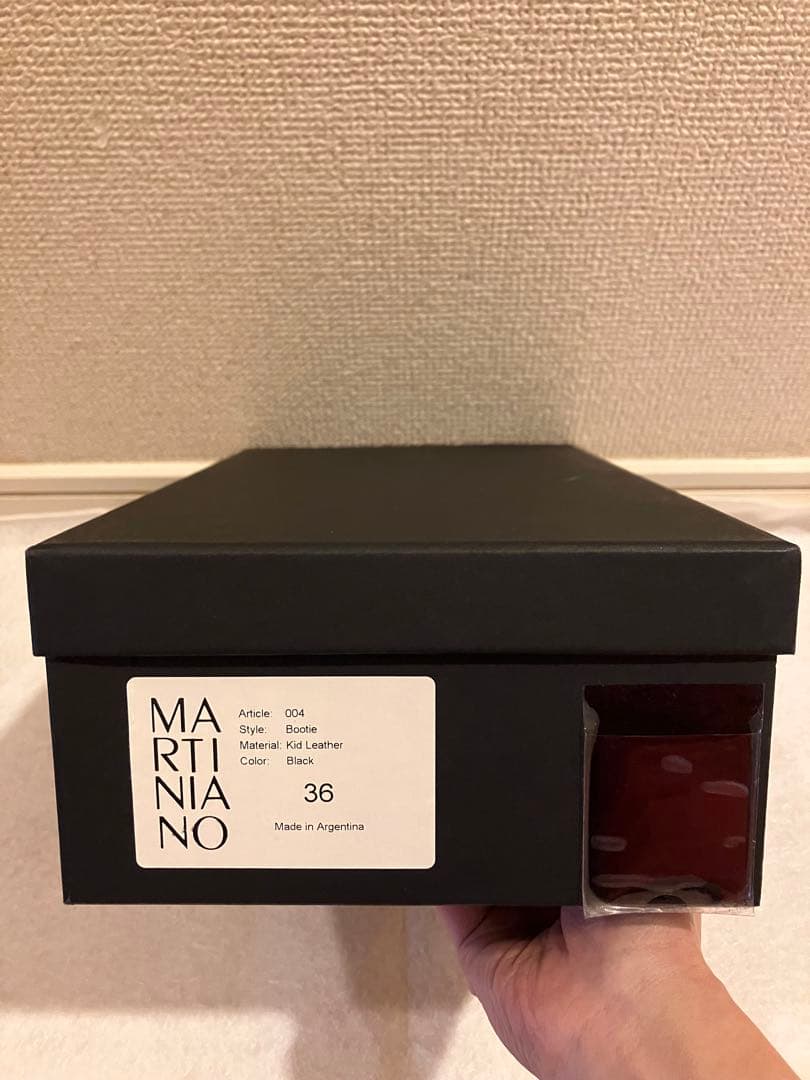 MA
RTI
NIA
NO
Article: 004
Style: Bootie
Material: Kid Leather
Color: Black
36
Made in Argentina